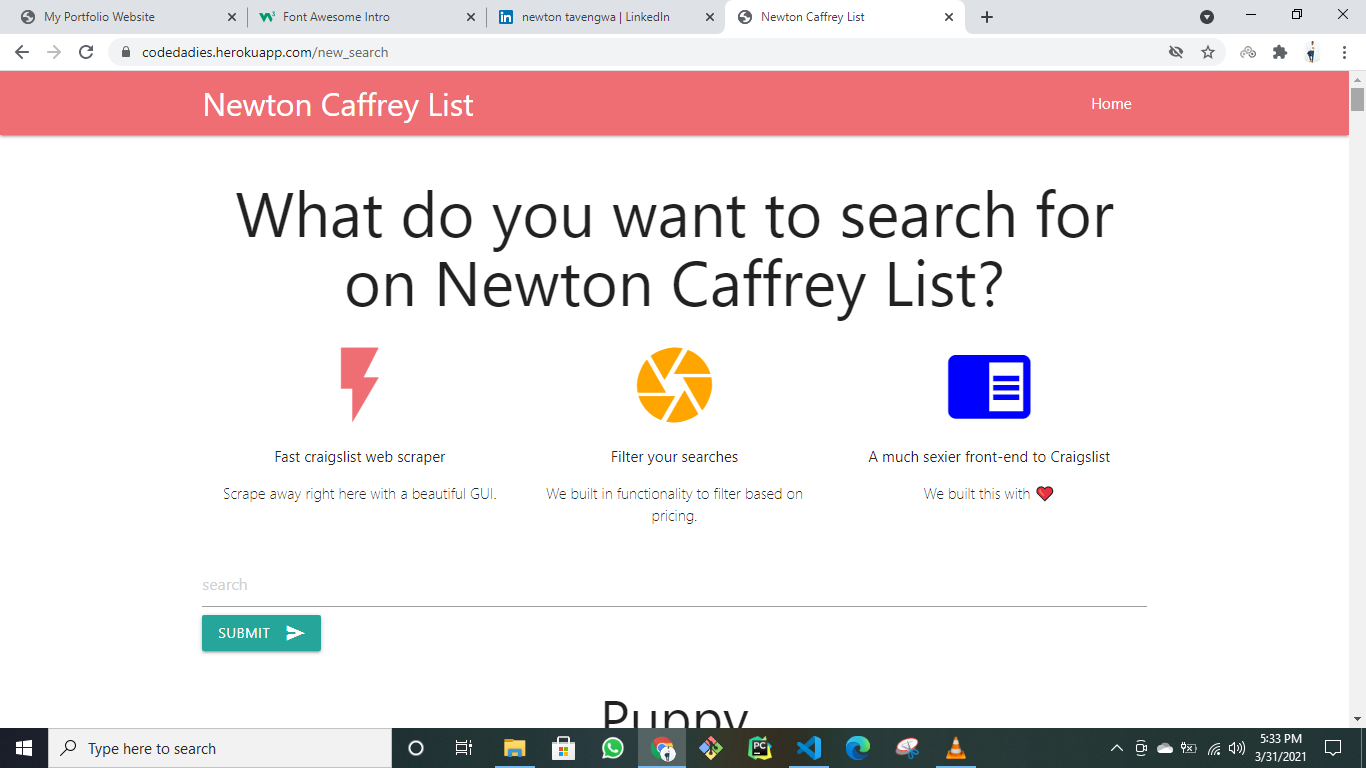 My Portfolio Website
Font Awesome Intro
newton tavengwa | LinkedIn
Newton Caffrey List
codedadies.herokuapp.com/new_search
Newton Caffrey List
Home
What do you want to search for
on Newton Caffrey List?
Fast craigslist web scraper
Scrape away right here with a beautiful GUI.
Filter your searches
We built in functionality to filter based on
pricing.
A much sexier front-end to Craigslist
We built this with ❤️
search
SUBMIT
Puppy
Type here to search
5:33 PM
3/31/2021